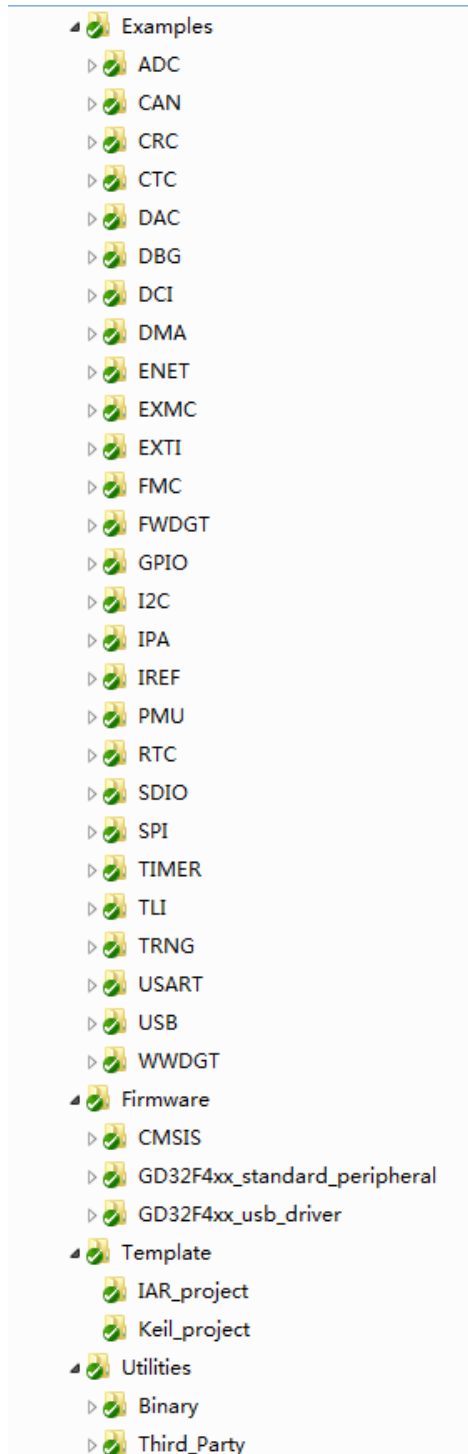 Examples
ADC
CAN
CRC
CTC
DAC
DBG
DCI
DMA
ENET
EXMC
EXTI
FMC
FWDGT
GPIO
I2C
IPA
IREF
PMU
RTC
SDIO
SPI
TIMER
TLI
TRNG
USART
USB
WWDGT
Firmware
CMSIS
GD32F4xx_standard_peripheral
GD32F4xx_usb_driver
Template
IAR_project
Keil_project
Utilities
Binary
Third_Party